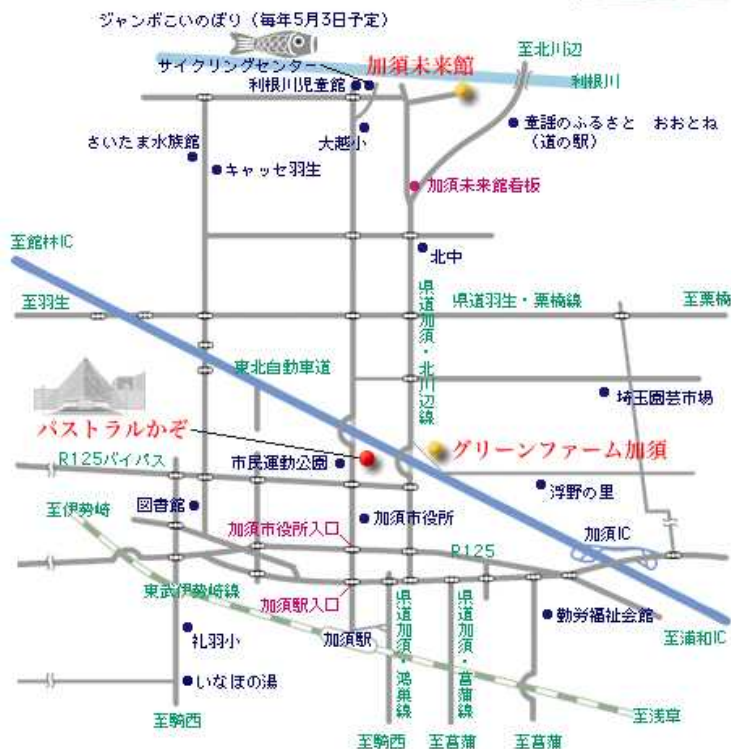 ジャンボこいのぼり（毎年5月3日予定）
至北川辺
サイクリングセンター
加須未来館
利根川児童館
利根川
大越小
童謡のふるさと　おおとね
（道の駅）
さいたま水族館
キャッセ羽生
加須未来館看板
至館林IC
北中
至羽生
県道加須・北川辺線
県道羽生・栗橋線
至栗橋
東北自動車道
埼玉園芸市場
パストラルかぞ
グリーンファーム加須
R125バイパス
市民運動公園
浮野の里
図書館
至伊勢崎
加須市役所
加須市役所入口
加須IC
R125
東武伊勢崎線
加須駅入口
県道加須・鴻巣線
県道加須・菖蒲線
勤労福祉会館
礼羽小
加須駅
至浦和IC
いなほの湯
至浅草
至騎西
至騎西
至菖蒲
至菖蒲